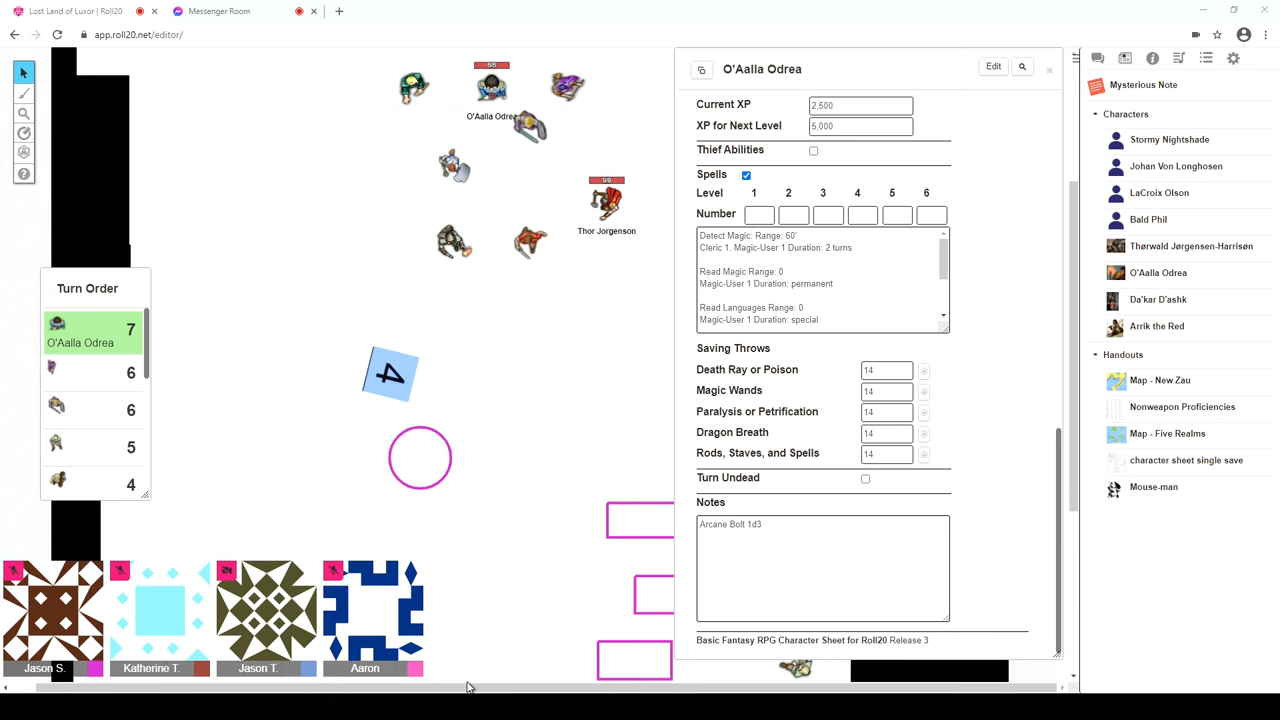 Lost Land of Luxor | Roll20
Messenger Room
app.roll20.net/editor/
6/6
O'Aalla Odrea
9/9
Thor Jorgenson
Turn Order
7
O'Aalla Odrea
6
6
5
4
4
Jason S.
Katherine T.
Jason T.
Aaron
O'Aalla Odrea
Edit
Current XP
2,500
XP for Next Level
5,000
Thief Abilities
Spells
Level 1 2 3 4 5 6
Number
Detect Magic: Range: 60'
Cleric 1, Magic-User 1 Duration: 2 turns
Read Magic Range: 0
Magic-User 1 Duration: permanent
Read Languages Range: 0
Magic-User 1 Duration: special
Saving Throws
Death Ray or Poison 14
Magic Wands 14
Paralysis or Petrification 14
Dragon Breath 14
Rods, Staves, and Spells 14
Turn Undead
Notes
Arcane Bolt 1d3
Basic Fantasy RPG Character Sheet for Roll20 Release 3
Mysterious Note
Characters
Stormy Nightshade
Johan Von Longhosen
LaCroix Olson
Bald Phil
Thørwald Jørgensen-Harrisøn
O'Aalla Odrea
Da'kar D'ashk
Arrik the Red
Handouts
Map - New Zau
Nonweapon Proficiencies
Map - Five Realms
character sheet single save
Mouse-man